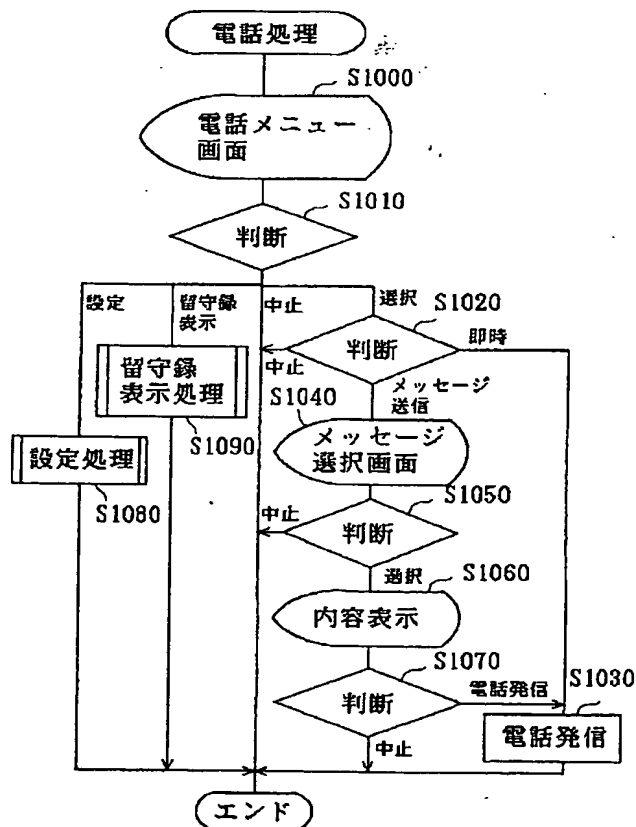 電話処理
S1000
電話メニュー
画面
S1010
判断
設定
留守録
表示
中止
選択
S1020
判断
即時
中止
留守録
表示処理
S1090
メッセージ
送信
S1040
メッセージ
選択画面
設定処理
S1080
S1050
中止
判断
選択
S1060
内容表示
S1070
判断
電話発信
S1030
電話発信
中止
エンド